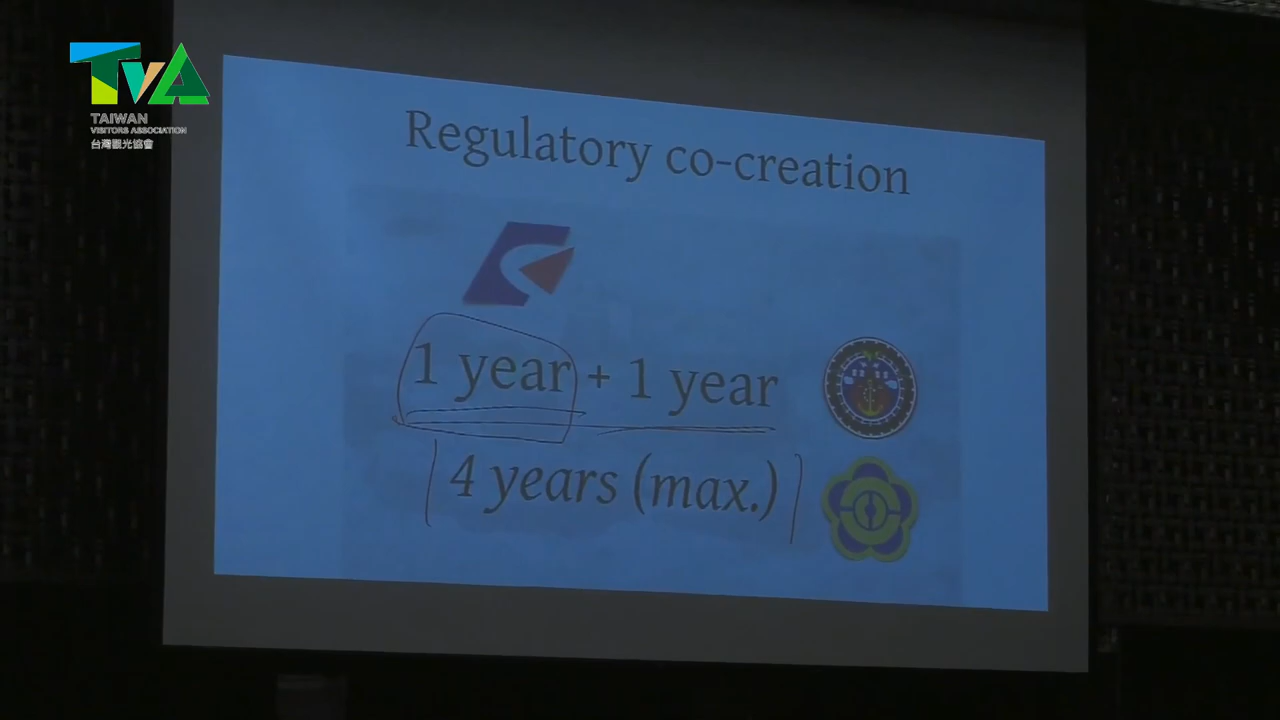 TVA
TAIWAN
VISITORS ASSOCIATION
台灣觀光協會
Regulatory co-creation
1 year + 1 year
4 years (max.)